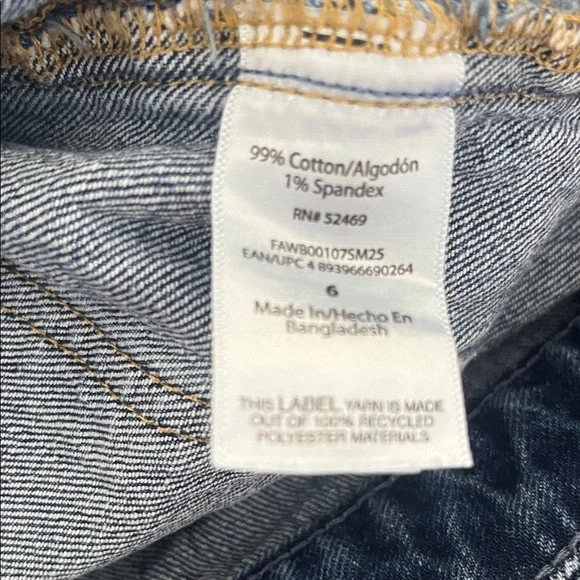 99% Cotton/Algodón
1% Spandex
RN# 52469
FAWB00107SM25
EAN/UPC 4 893966690264
6
Made In/Hecho En
Bangladesh
THIS LABEL YARN IS MADE
OUT OF 100% RECYCLED
POLYESTER MATERIALS